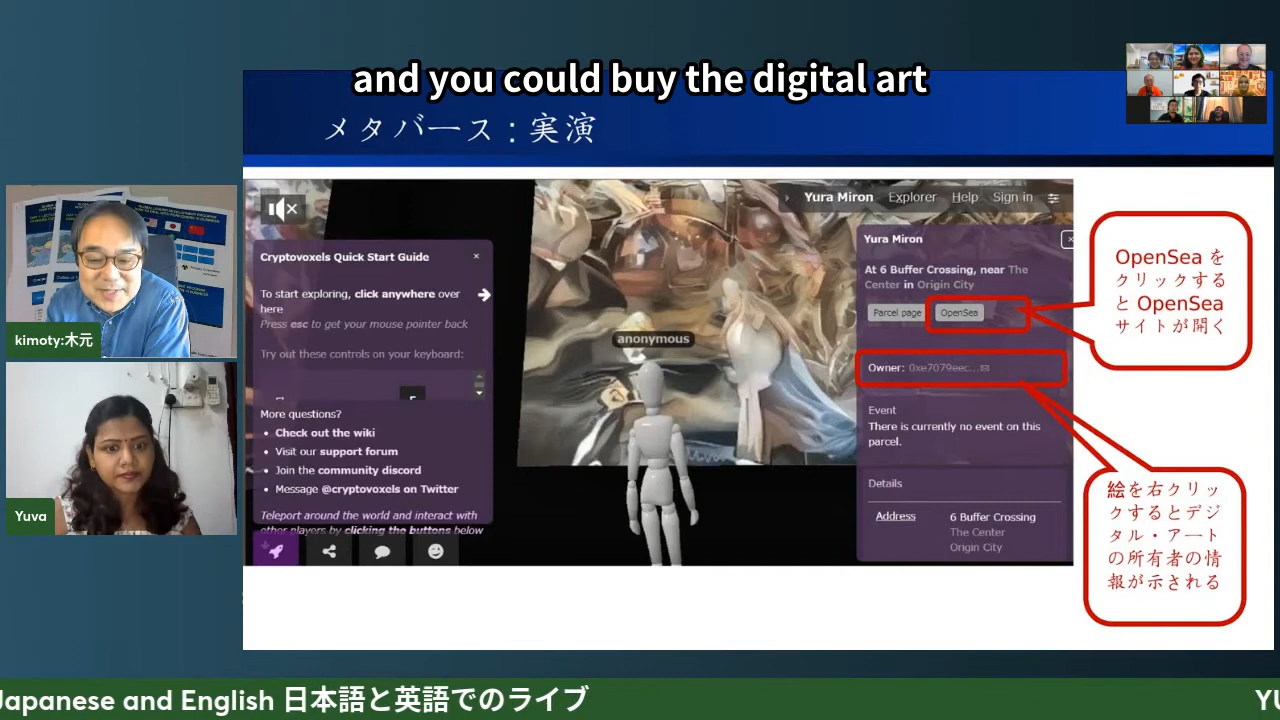 and you could buy the digital art
メタバース：実演
Yura Miron Explorer Help Sign in
Cryptovoxels Quick Start Guide
To start exploring, click anywhere over
here
Press esc to get your mouse pointer back
Try out these controls on your keyboard:
More questions?
Check out the wiki
Visit our support forum
Join the community discord
Message @cryptovoxels on Twitter
Teleport around the world and interact with
other players by clicking the buttons below
anonymous
Yura Miron
At 6 Buffer Crossing, near The
Center in Origin City
Parcel page OpenSea
Owner: 0xe7079eec...
Event
There is currently no event on this
parcel.
Details
Address 6 Buffer Crossing
The Center
Origin City
OpenSea を
クリックする
と OpenSea
サイトが開く
絵を右クリッ
クするとデジ
タル・アート
の所有者の情
報が示される
kimoty:木元
Yuva
Japanese and English 日本語と英語でのライブ
YU